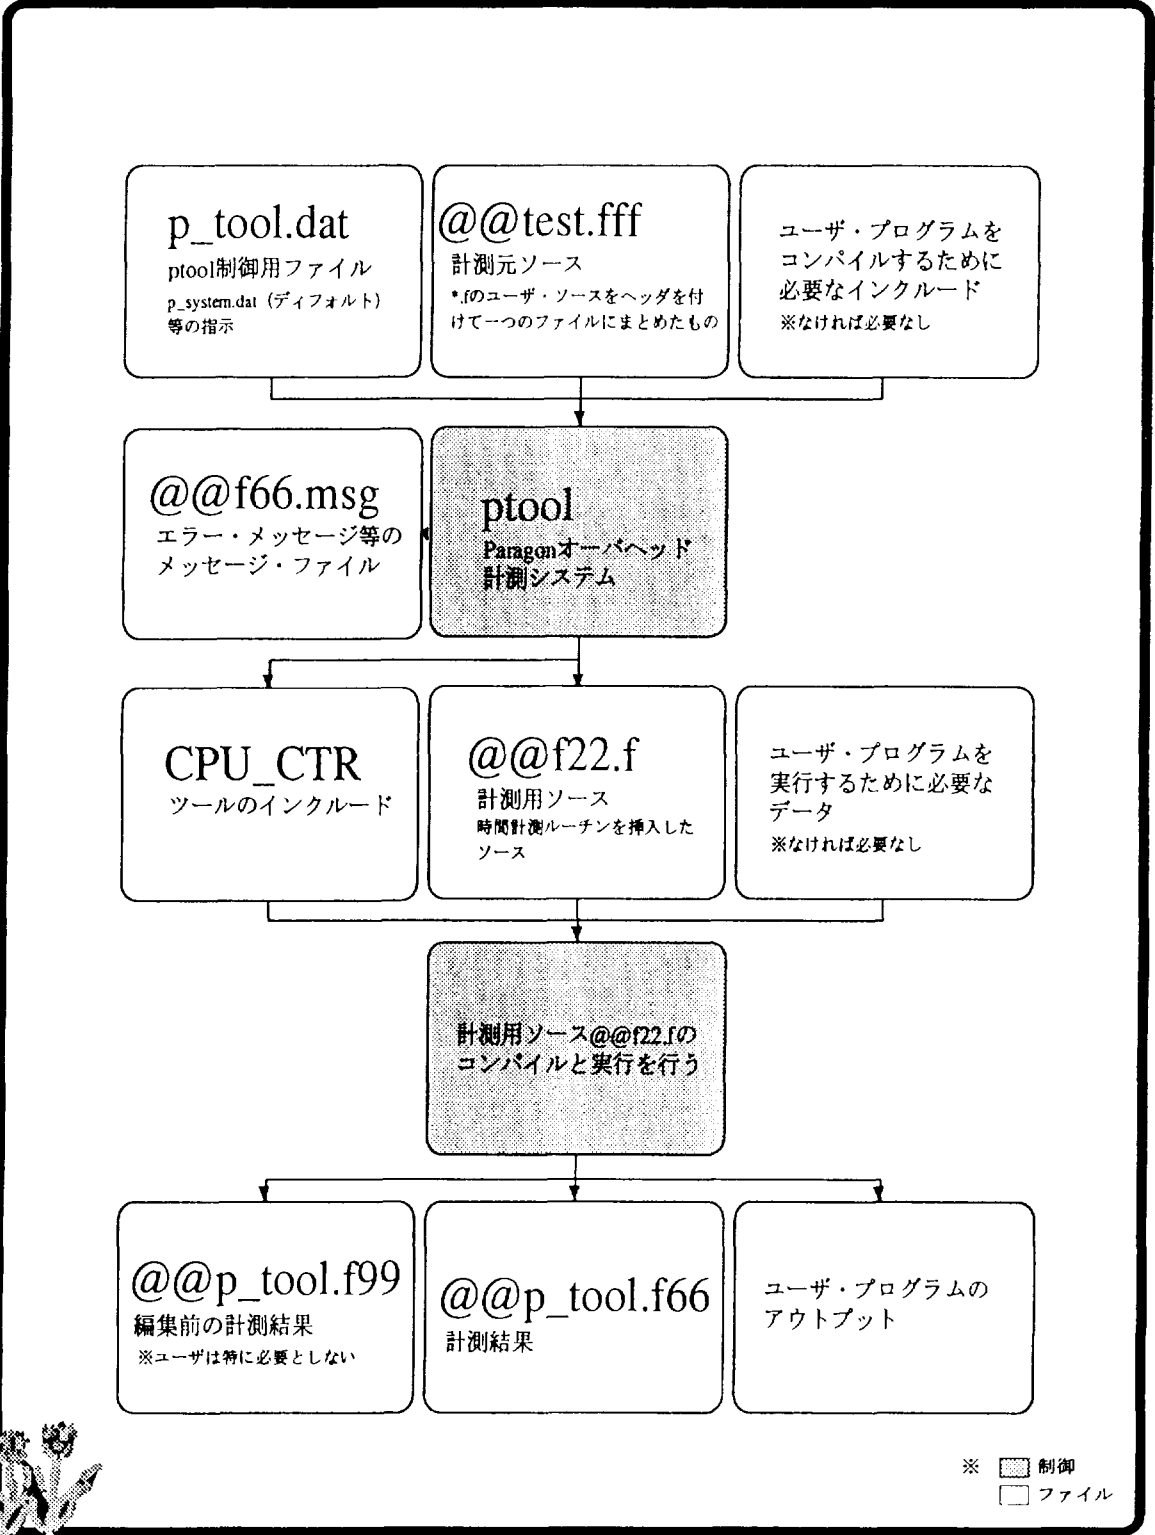 p_tool.dat
ptool制御用ファイル
p_system.dat（ディフォルト）
等の指示
@@test.fff
計測元ソース
*.fのユーザ・ソースをヘッダを付
けて一つのファイルにまとめたもの
ユーザ・プログラムを
コンパイルするために
必要なインクルード
※なければ必要なし
@@f66.msg
エラー・メッセージ等の
メッセージ・ファイル
ptool
Paragonオーバヘッド
計測システム
CPU_CTR
ツールのインクルード
@@f22.f
計測用ソース
時間計測ルーチンを挿入した
ソース
ユーザ・プログラムを
実行するために必要な
データ
※なければ必要なし
計測用ソース@@f22.fの
コンパイルと実行を行う
@@p_tool.f99
編集前の計測結果
※ユーザは特に必要としない
@@p_tool.f66
計測結果
ユーザ・プログラムの
アウトプット
※ 制御
ファイル